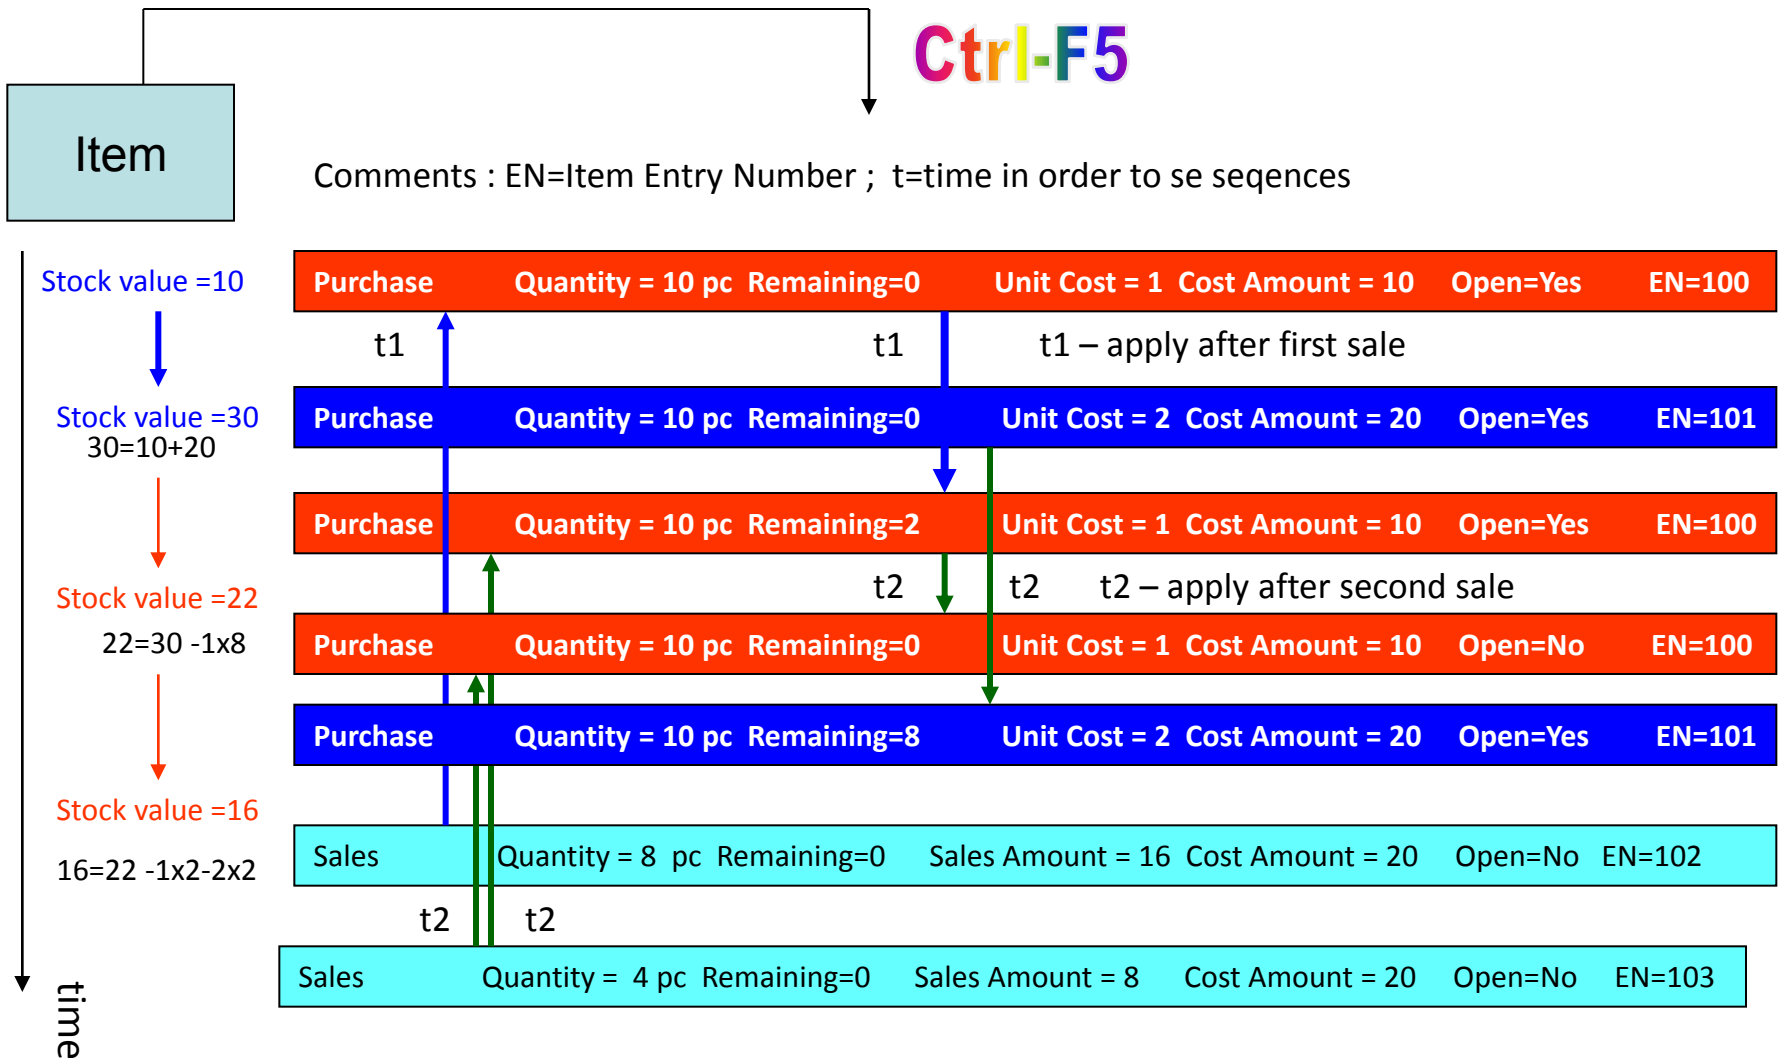 Ctrl-F5
Item
Comments : EN=Item Entry Number ; t=time in order to se seqences
Stock value =10
Purchase Quantity = 10 pc Remaining=0 Unit Cost = 1 Cost Amount = 10 Open=Yes EN=100
t1 t1 t1 – apply after first sale
Stock value =30
30=10+20
Purchase Quantity = 10 pc Remaining=0 Unit Cost = 2 Cost Amount = 20 Open=Yes EN=101
Purchase Quantity = 10 pc Remaining=2 Unit Cost = 1 Cost Amount = 10 Open=Yes EN=100
t2 t2 t2 – apply after second sale
Stock value =22
22=30 -1x8
Purchase Quantity = 10 pc Remaining=0 Unit Cost = 1 Cost Amount = 10 Open=No EN=100
Purchase Quantity = 10 pc Remaining=8 Unit Cost = 2 Cost Amount = 20 Open=Yes EN=101
Stock value =16
16=22 -1x2-2x2
Sales Quantity = 8 pc Remaining=0 Sales Amount = 16 Cost Amount = 20 Open=No EN=102
t2 t2
Sales Quantity = 4 pc Remaining=0 Sales Amount = 8 Cost Amount = 20 Open=No EN=103
time